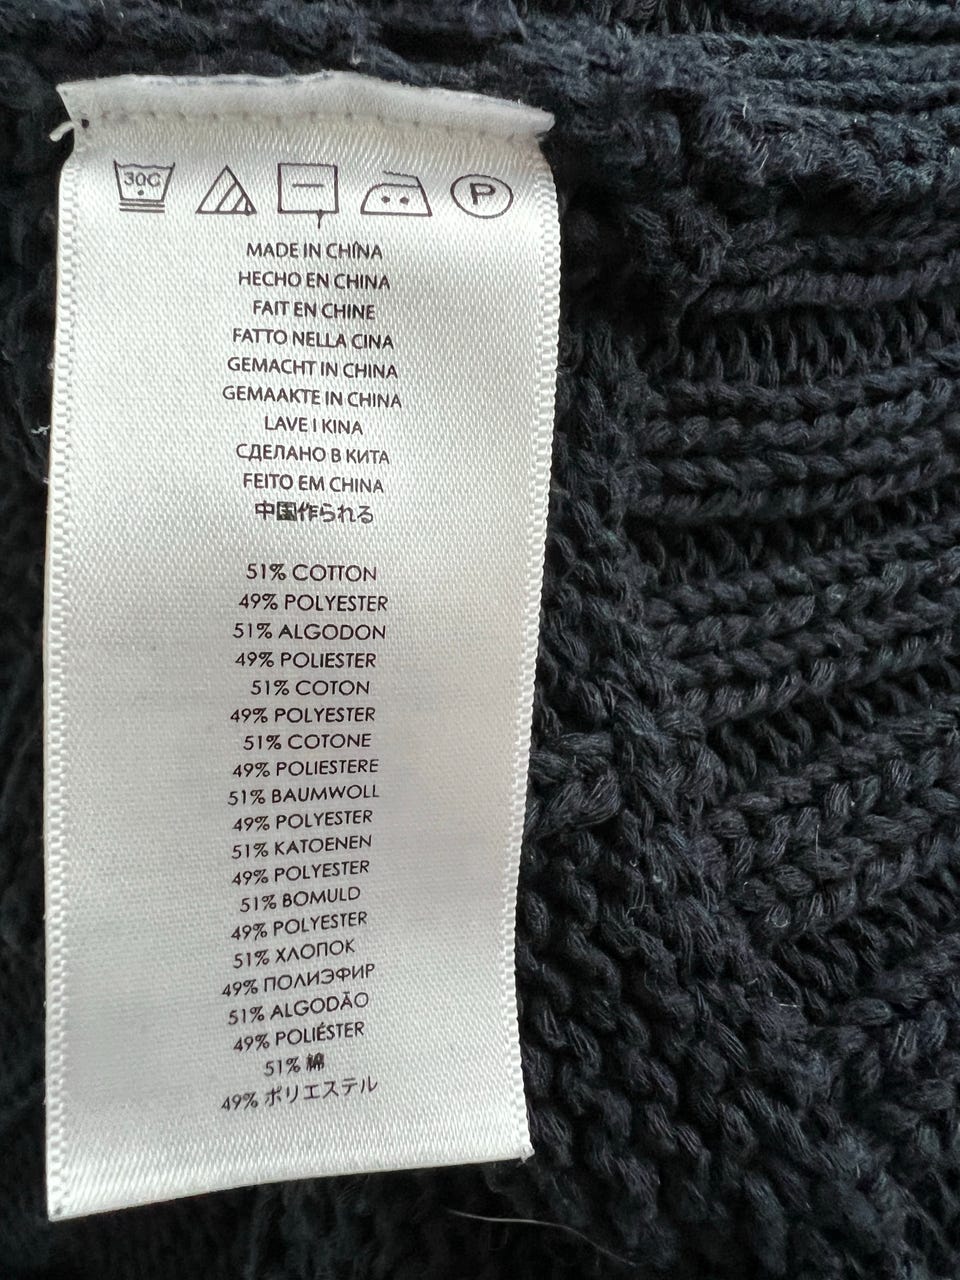 30C
P
MADE IN CHINA
HECHO EN CHINA
FAIT EN CHINE
FATTO NELLA CINA
GEMACHT IN CHINA
GEMAAKTE IN CHINA
LAVE I KINA
СДЕЛАНО В КИТА
FEITO EM CHINA
中国作られる
51% COTTON
49% POLYESTER
51% ALGODON
49% POLIESTER
51% COTON
49% POLYESTER
51% COTONE
49% POLIESTERE
51% BAUMWOLL
49% POLYESTER
51% KATOENEN
49% POLYESTER
51% BOMULD
49% POLYESTER
51% ХЛОПОК
49% ПОЛИЭФИР
51% ALGODÃO
49% POLIÉSTER
51% 綿
49% ポリエステル